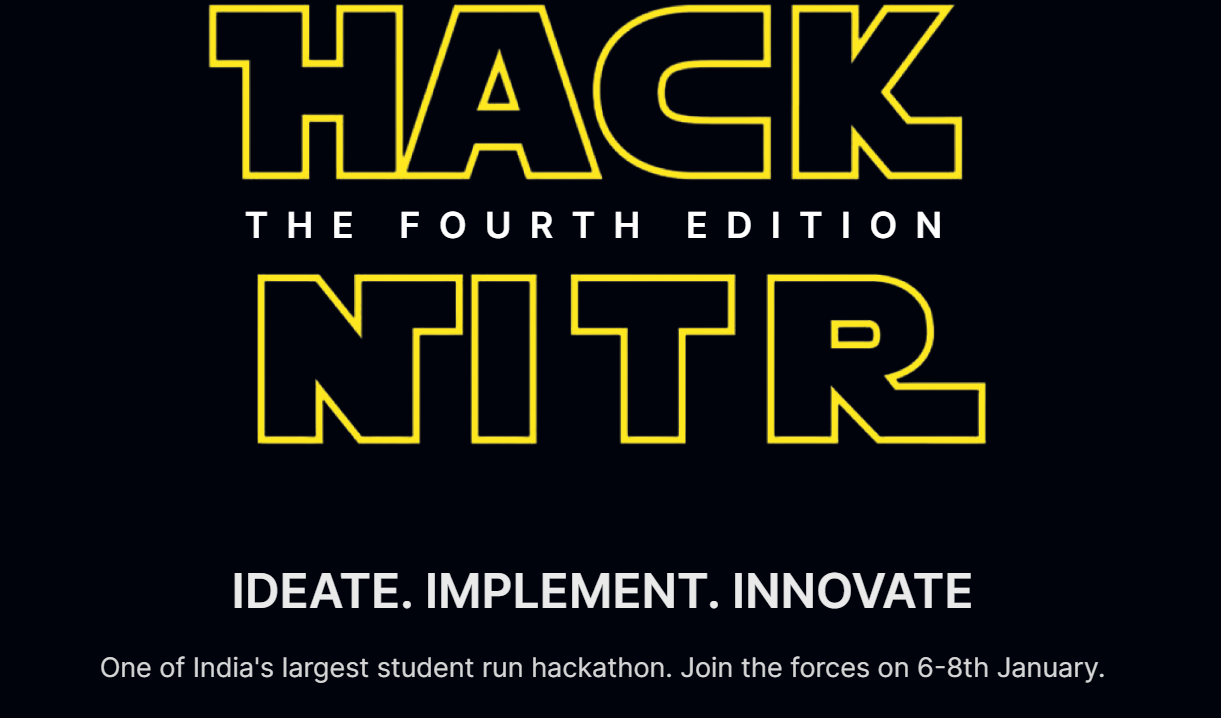 HACK
THE FOURTH EDITION
NITR
IDEATE. IMPLEMENT. INNOVATE
One of India's largest student run hackathon. Join the forces on 6-8th January.